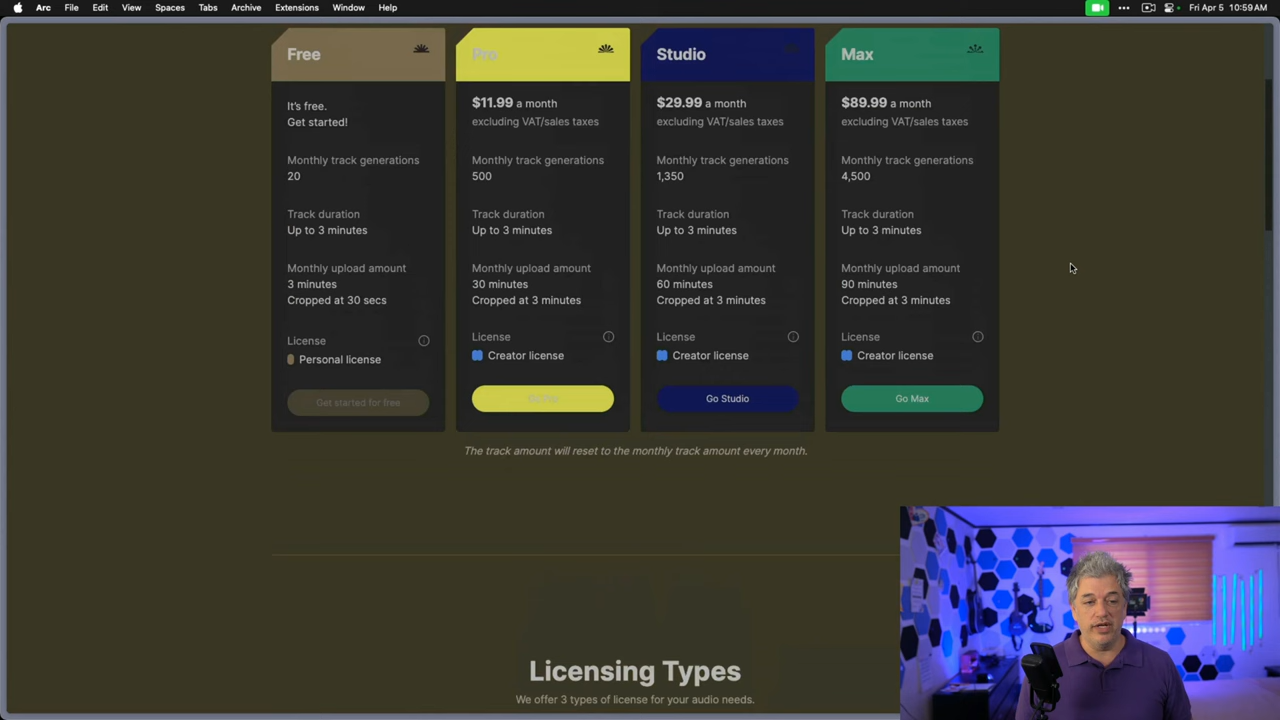 Arc File Edit View Spaces Tabs Archive Extensions Window Help Fri Apr 5 10:59 AM
Free
It's free.
Get started!
Monthly track generations
20
Track duration
Up to 3 minutes
Monthly upload amount
3 minutes
Cropped at 30 secs
License
Personal license
Get started for free
Pro
$11.99 a month
excluding VAT/sales taxes
Monthly track generations
500
Track duration
Up to 3 minutes
Monthly upload amount
30 minutes
Cropped at 3 minutes
License
Creator license
Studio
$29.99 a month
excluding VAT/sales taxes
Monthly track generations
1,350
Track duration
Up to 3 minutes
Monthly upload amount
60 minutes
Cropped at 3 minutes
License
Creator license
Go Studio
Max
$89.99 a month
excluding VAT/sales taxes
Monthly track generations
4,500
Track duration
Up to 3 minutes
Monthly upload amount
90 minutes
Cropped at 3 minutes
License
Creator license
Go Max
The track amount will reset to the monthly track amount every month.
Licensing Types
We offer 3 types of license for your audio needs.